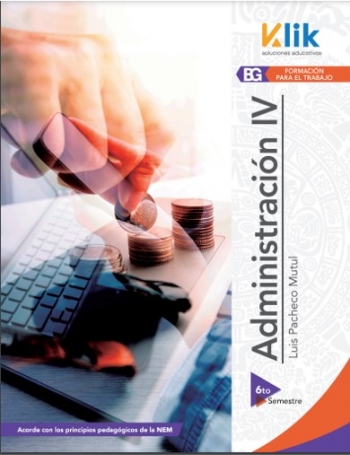 Klik
soluciones educativas
BG
FORMACIÓN
PARA EL TRABAJO
Administración IV
Luis Pacheco Mutul
6to
Semestre
Acorde con los principios pedagógicos de la NEM